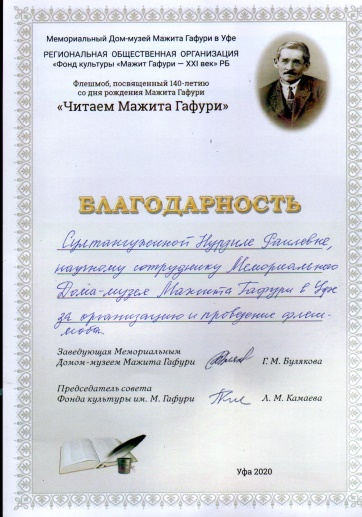 Мемориальный Дом-музей Мажита Гафури в Уфе
РЕГИОНАЛЬНАЯ ОБЩЕСТВЕННАЯ ОРГАНИЗАЦИЯ
«Фонд культуры «Мажит Гафури — XXI век» РБ
Флешмоб, посвященный 140-летию
со дня рождения Мажита Гафури
«Читаем Мажита Гафури»
БЛАГОДАРНОСТЬ
Султангужиной Нурзиле Раилевне,
научному сотруднику Мемориального
Дома-музея Мажита Гафури в Уфе
за организацию и проведение флеш-
моба.
Заведующая Мемориальным
Домом-музеем Мажита Гафури Г. М. Булякова
Председатель совета
Фонда культуры им. М. Гафури Л. М. Камаева
Уфа 2020